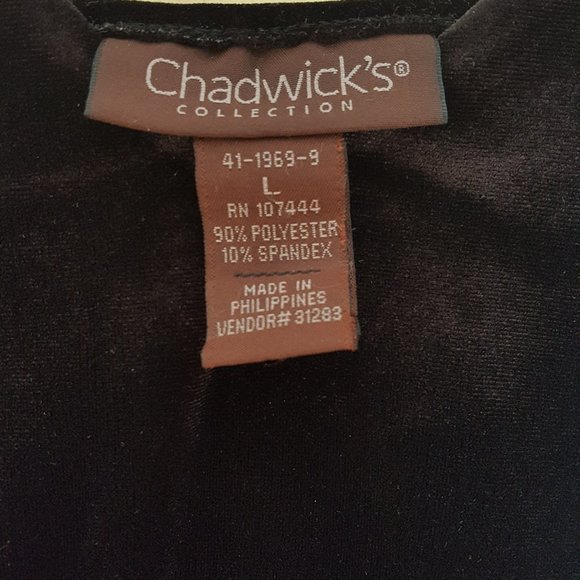 Chadwick's®
COLLECTION
41-1969-9
L
RN 107444
90% POLYESTER
10% SPANDEX
MADE IN
PHILIPPINES
VENDOR# 31283